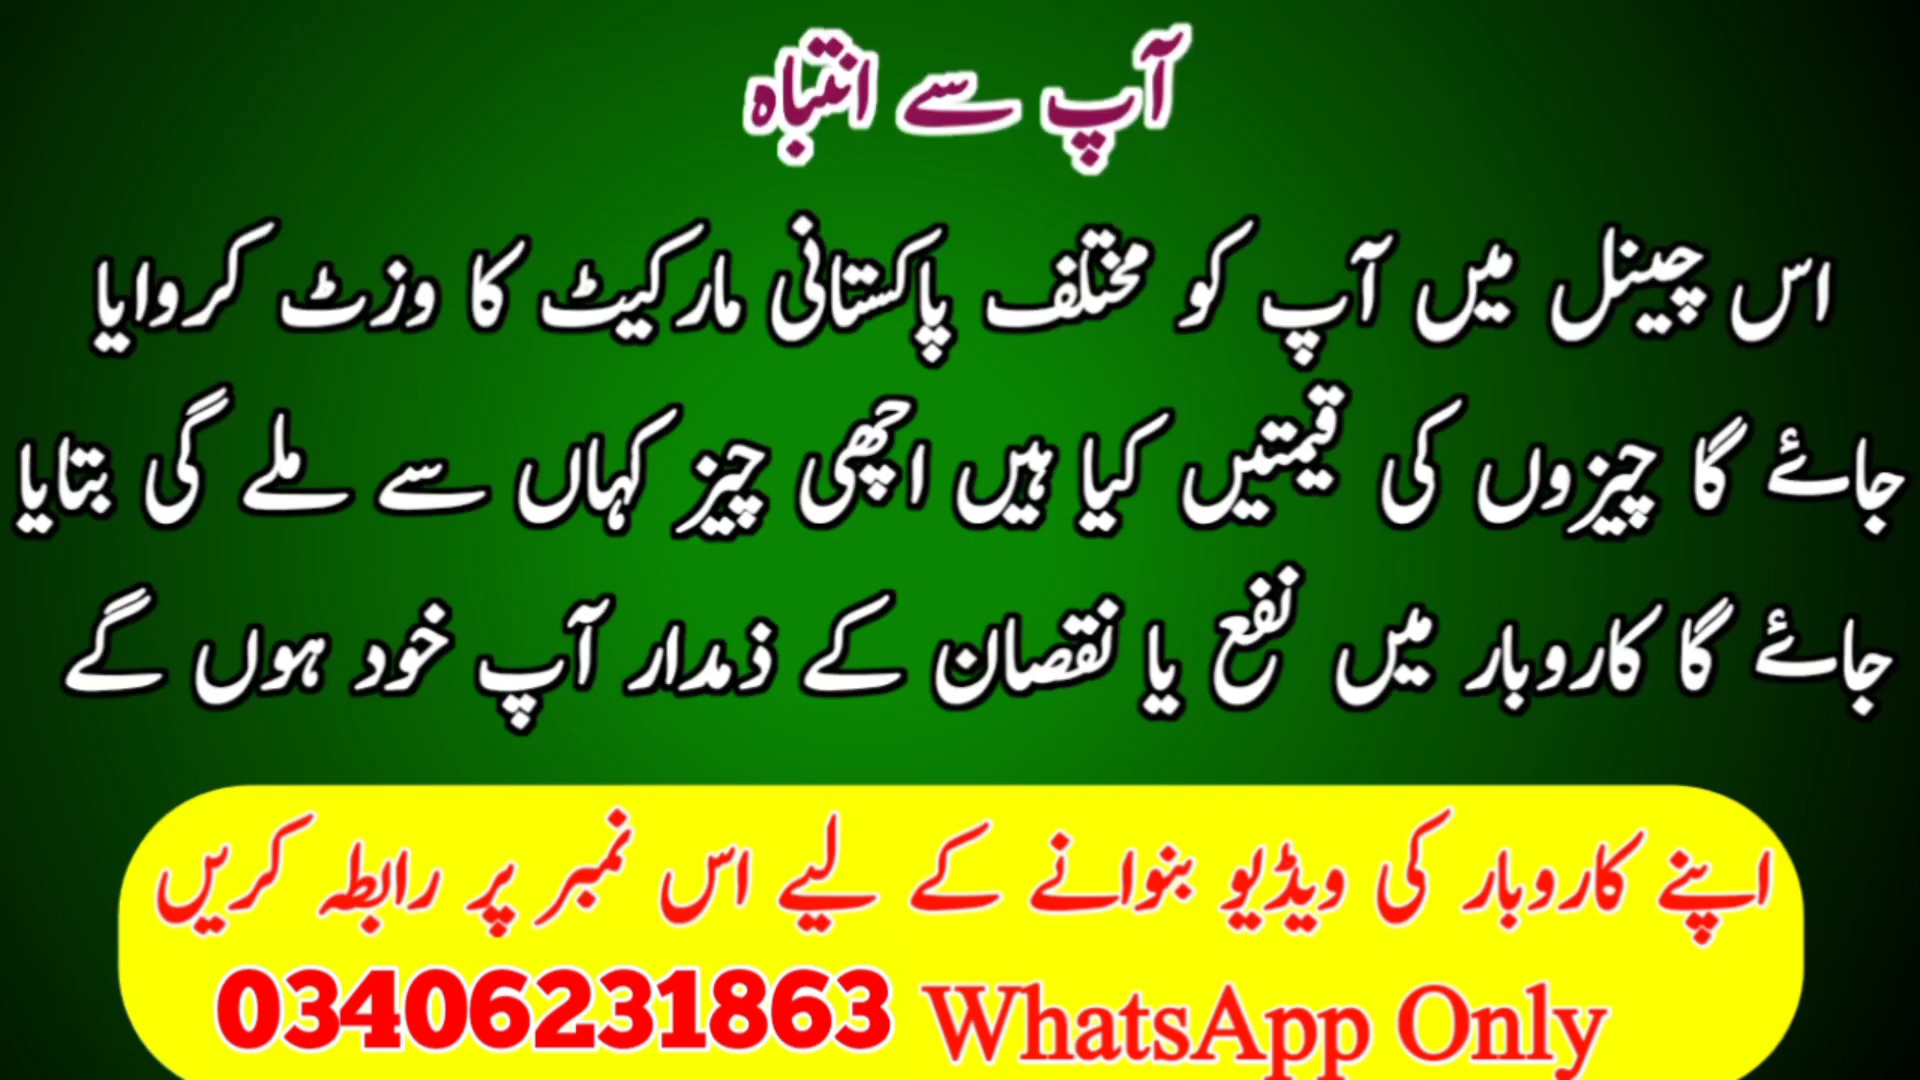 آپ سے انتباہ
اس چینل میں آپ کو مختلف پاکستانی مارکیٹ کا وزٹ کروایا
جائے گا چیزوں کی قیمتیں کیا ہیں اچھی چیز کہاں سے ملے گی بتایا
جائے گا کاروبار میں نفع یا نقصان کے ذمدار آپ خود ہوں گے
اپنے کاروبار کی ویڈیو بنوانے کے لیے اس نمبر پر رابطہ کریں
03406231863 WhatsApp Only